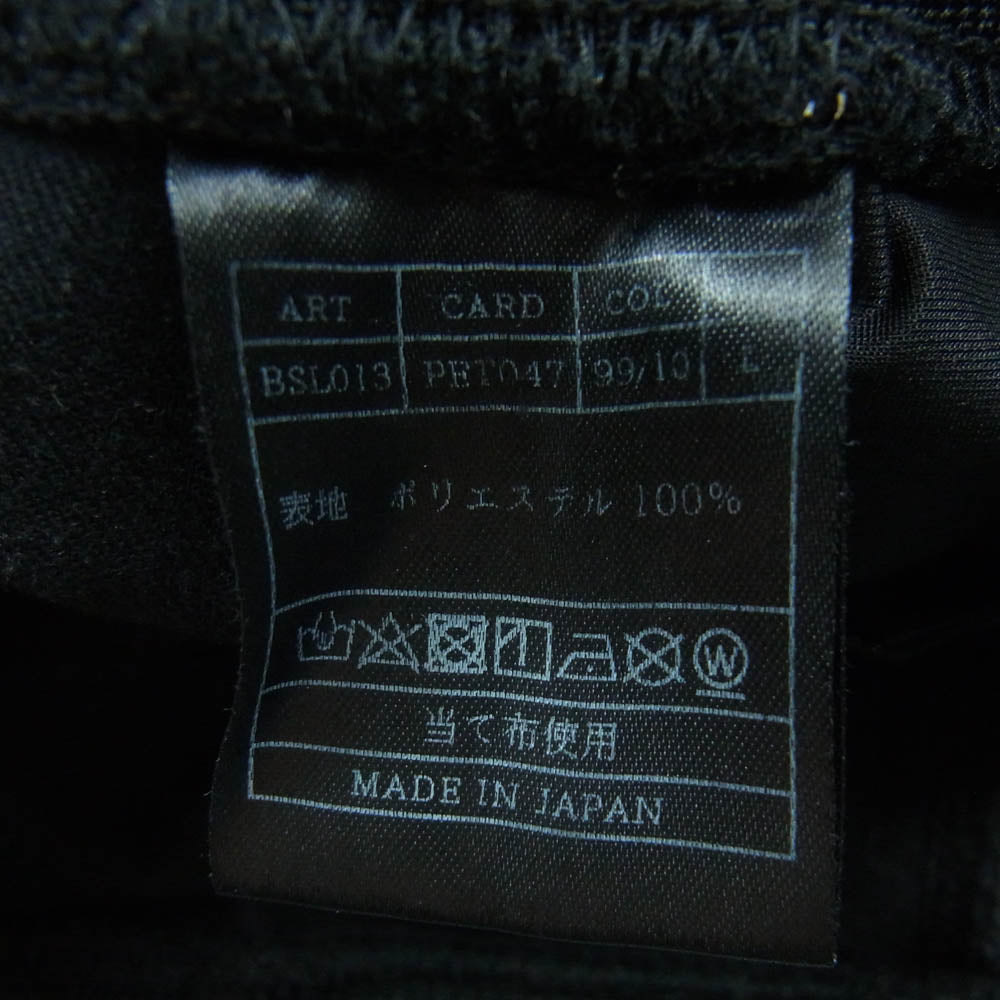 ART CARD COL
BSL013 PET047 99/10 L
表地 ポリエステル 100%
W
当て布使用
MADE IN JAPAN